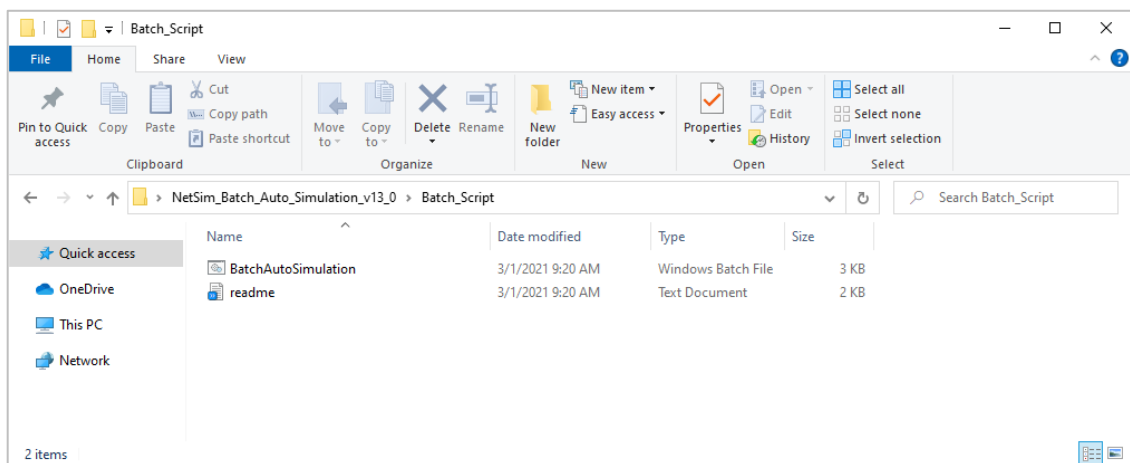 Batch_Script
File Home Share View
Pin to Quick access
Copy
Paste
Cut
Copy path
Paste shortcut
Clipboard
Move to
Copy to
Delete
Rename
Organize
New folder
New item
Easy access
New
Properties
Open
Edit
History
Open
Select all
Select none
Invert selection
Select
NetSim_Batch_Auto_Simulation_v13_0 > Batch_Script
Search Batch_Script
Quick access
OneDrive
This PC
Network
Name Date modified Type Size
BatchAutoSimulation 3/1/2021 9:20 AM Windows Batch File 3 KB
readme 3/1/2021 9:20 AM Text Document 2 KB
2 items